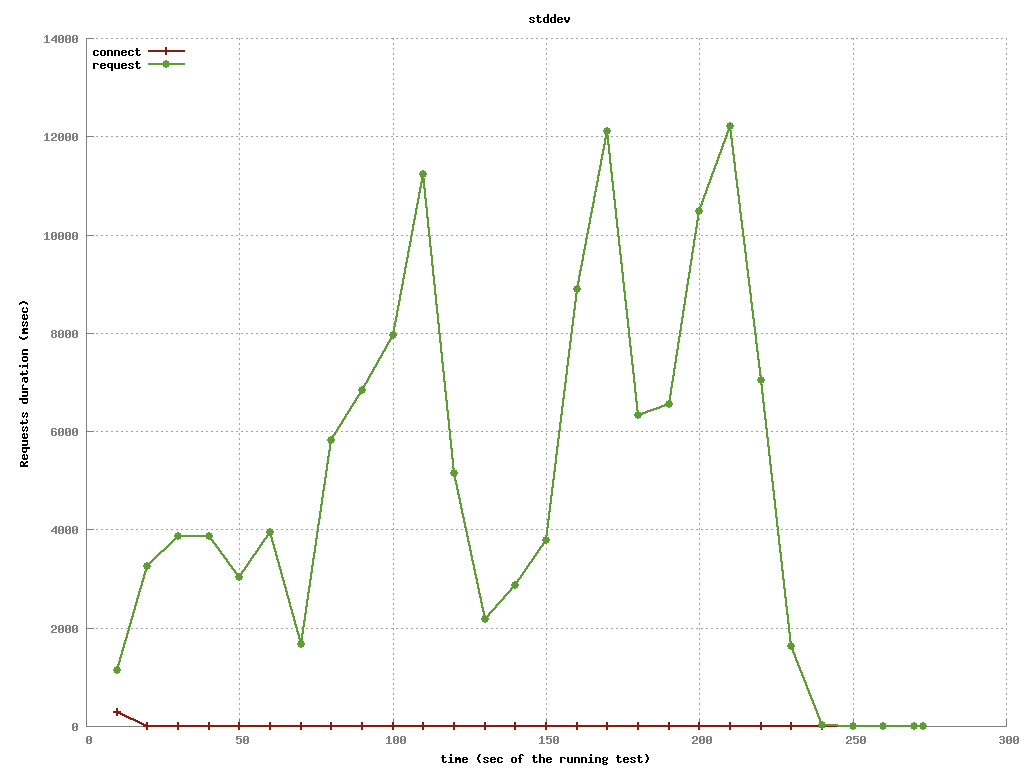 stddev
14000
connect
request
12000
10000
8000
6000
4000
2000
0
Requests duration (msec)
0 50 100 150 200 250 300
time (sec of the running test)